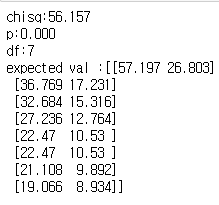 chisq:56.157
p:0.000
df:7
expected val :[[57.197 26.803]
[36.769 17.231]
[32.684 15.316]
[27.236 12.764]
[22.47 10.53 ]
[22.47 10.53 ]
[21.108 9.892]
[19.066 8.934]]